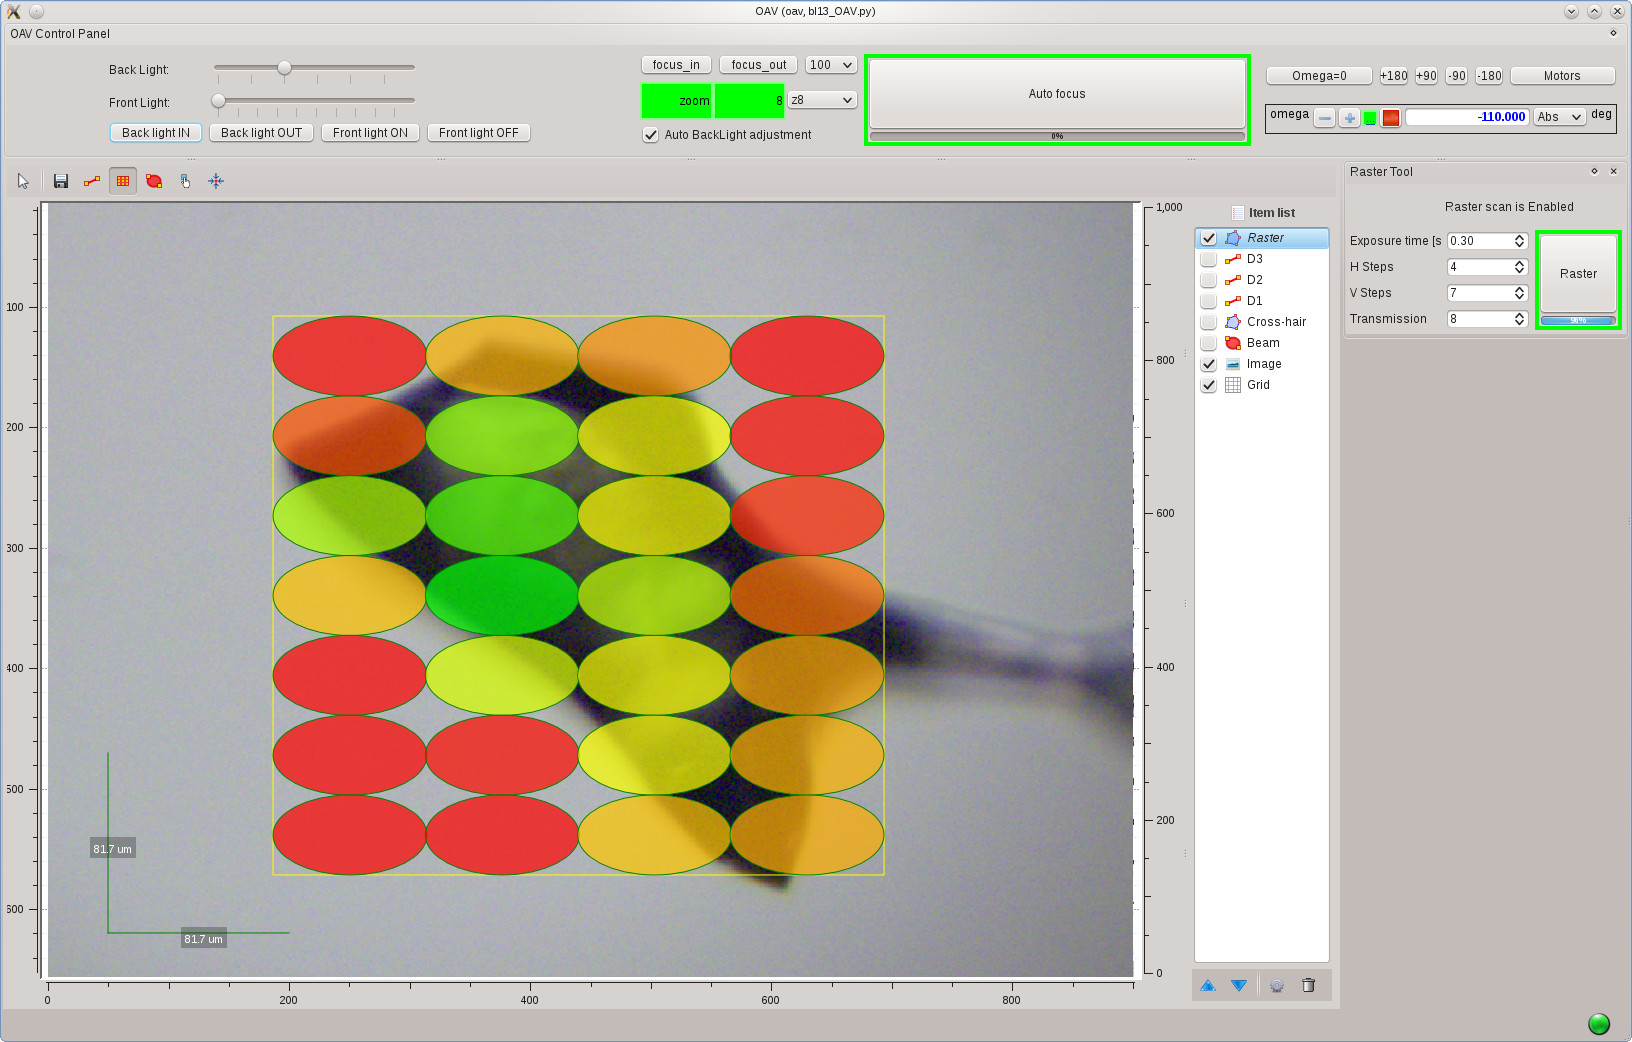 OAV (oav, bl13_OAV.py)
OAV Control Panel
Back Light:
Front Light:
Back light IN
Back light OUT
Front light ON
Front light OFF
focus_in
focus_out
100
zoom
8
z8
Auto BackLight adjustment
Auto focus
0%
Omega=0
+180
+90
-90
-180
Motors
omega
-110.000
Abs
deg
100
200
300
400
500
600
81.7 um
81.7 um
0
200
400
600
800
1,000
800
600
400
200
0
Item list
Raster
D3
D2
D1
Cross-hair
Beam
Image
Grid
Raster Tool
Raster scan is Enabled
Exposure time [s
0.30
H Steps
4
V Steps
7
Transmission
8
Raster